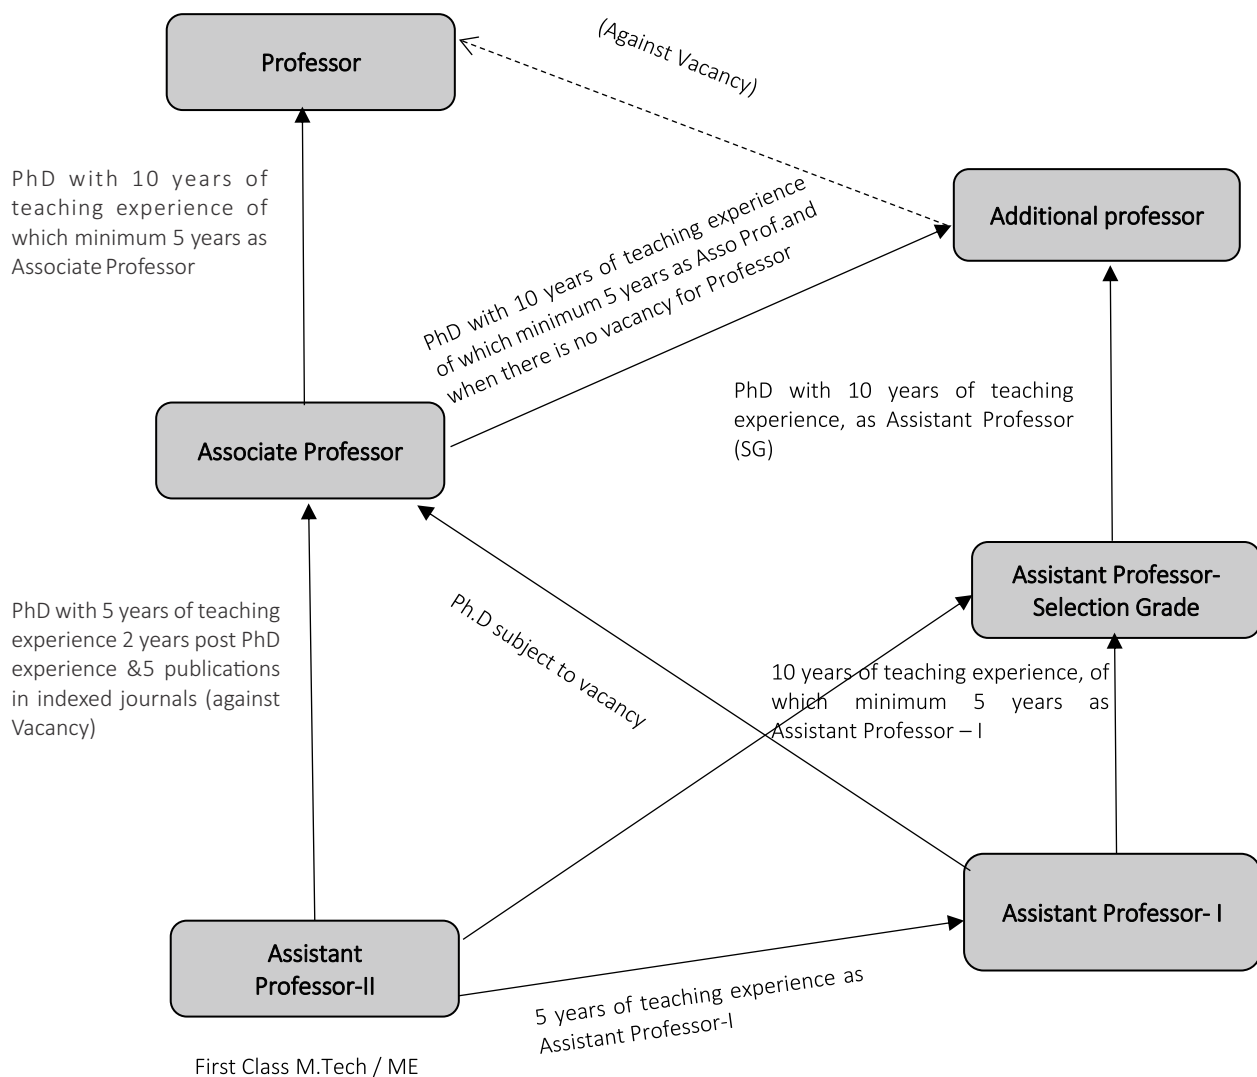 Professor
(Against Vacancy)
PhD with 10 years of
teaching experience of
which minimum 5 years as
Associate Professor
Additional professor
PhD with 10 years of teaching experience
of which minimum 5 years as Asso Prof.and
when there is no vacancy for Professor
PhD with 10 years of teaching
experience, as Assistant Professor
(SG)
Associate Professor
Assistant Professor-
Selection Grade
PhD with 5 years of teaching
experience 2 years post PhD
experience &5 publications
in indexed journals (against
Vacancy)
Ph.D subject to vacancy
10 years of teaching experience, of
which minimum 5 years as
Assistant Professor – I
Assistant Professor- I
Assistant
Professor-II
5 years of teaching experience as
Assistant Professor-I
First Class M.Tech / ME